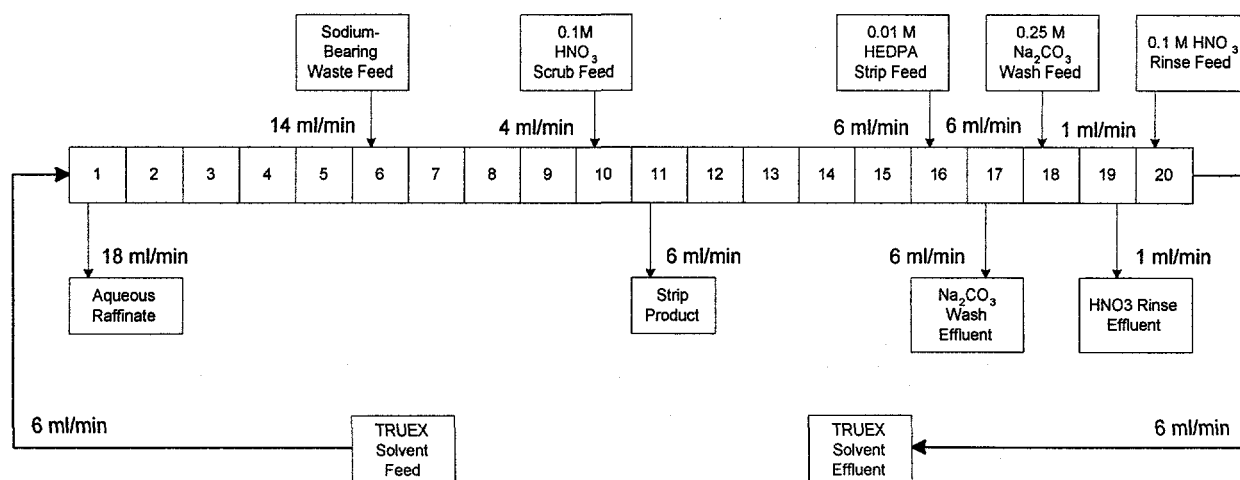 Sodium-
Bearing
Waste Feed
0.1M
HNO₃
Scrub Feed
0.01 M
HEDPA
Strip Feed
0.25 M
Na₂CO₃
Wash Feed
0.1 M HNO ₃
Rinse Feed
14 ml/min
4 ml/min
6 ml/min
6 ml/min
1 ml/min
1 2 3 4 5 6 7 8 9 10 11 12 13 14 15 16 17 18 19 20
18 ml/min
6 ml/min
6 ml/min
1 ml/min
Aqueous
Raffinate
Strip
Product
Na₂CO₃
Wash
Effluent
HNO3 Rinse
Effluent
6 ml/min
TRUEX
Solvent
Feed
TRUEX
Solvent
Effluent
6 ml/min